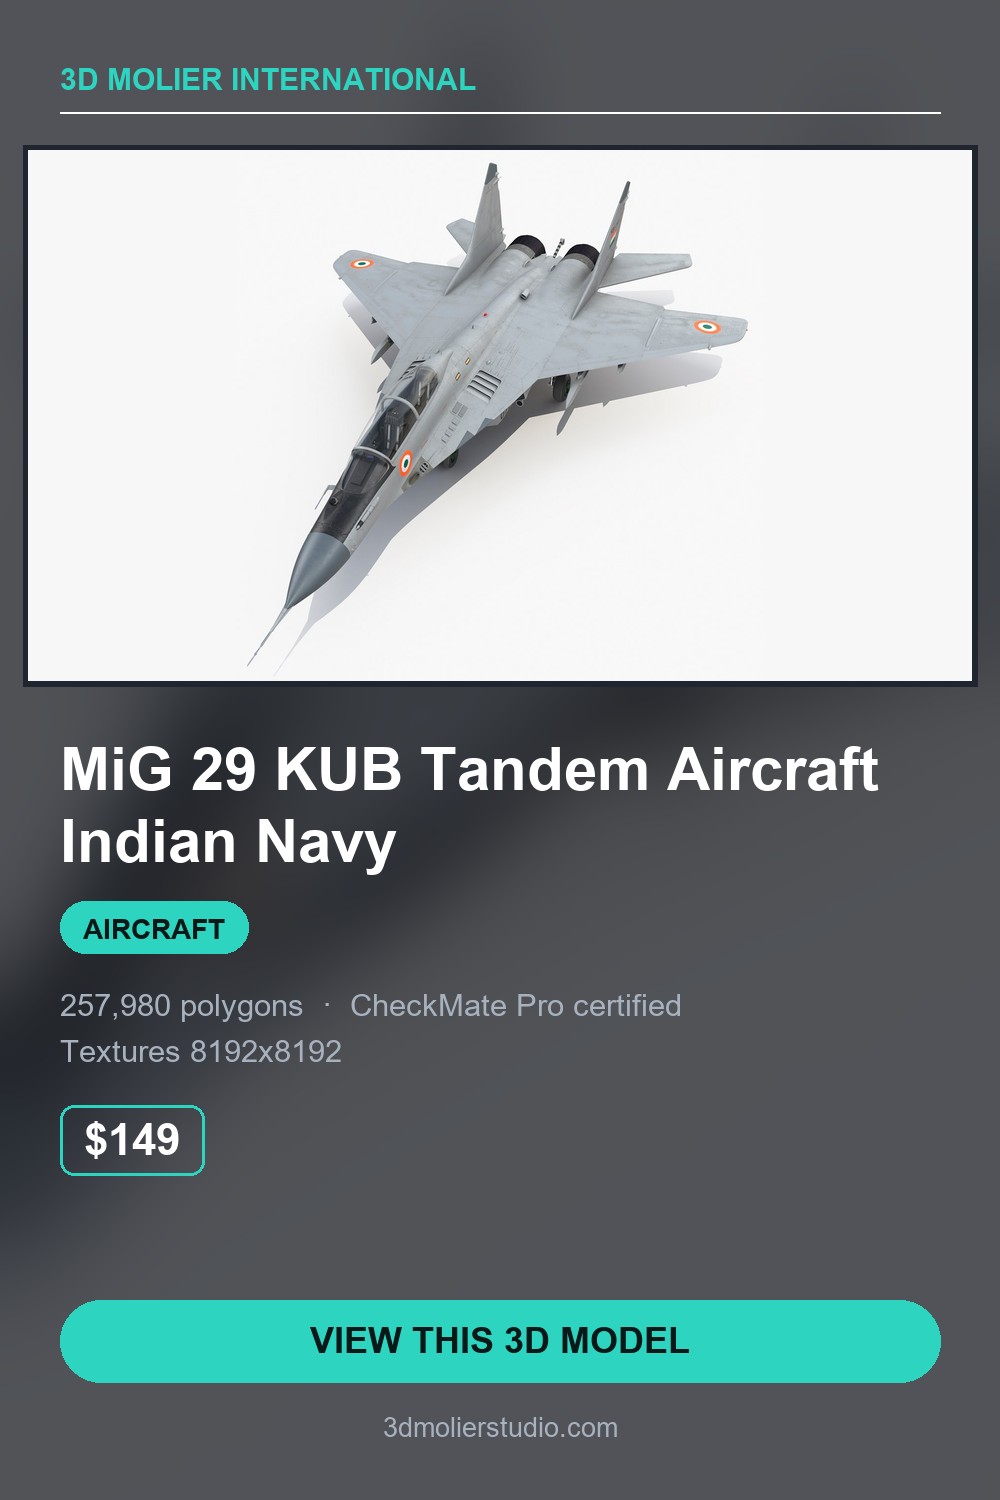 3D MOLIER INTERNATIONAL
MiG 29 KUB Tandem Aircraft
Indian Navy
AIRCRAFT
257,980 polygons · CheckMate Pro certified
Textures 8192x8192
$149
VIEW THIS 3D MODEL
3dmolierstudio.com